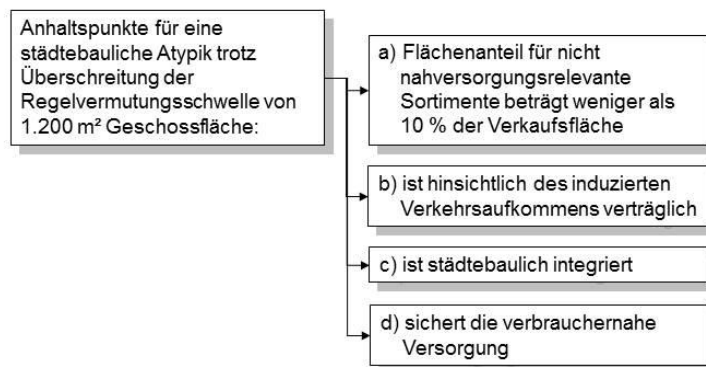 Anhaltspunkte für eine
städtebauliche Atypik trotz
Überschreitung der
Regelvermutungsschwelle von
1.200 m² Geschossfläche:
a) Flächenanteil für nicht
nahversorgungsrelevante
Sortimente beträgt weniger als
10 % der Verkaufsfläche
b) ist hinsichtlich des induzierten
Verkehrsaufkommens verträglich
c) ist städtebaulich integriert
d) sichert die verbrauchernahe
Versorgung